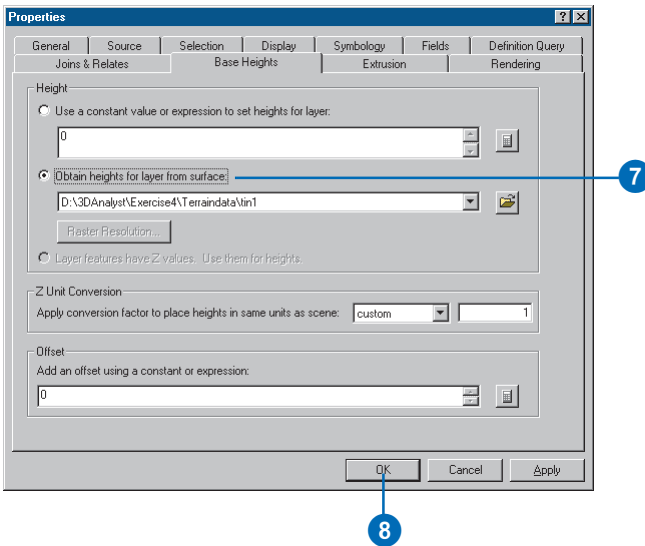 Properties
General Source Selection Display Symbology Fields Definition Query
Joins & Relates Base Heights Extrusion Rendering
Height
Use a constant value or expression to set heights for layer:
0
Obtain heights for layer from surface:
7
D:\3DAnalyst\Exercise4\Terraindata\tin1
Raster Resolution...
Layer features have Z values. Use them for heights.
Z Unit Conversion
Apply conversion factor to place heights in same units as scene: custom 1
Offset
Add an offset using a constant or expression:
0
OK Cancel Apply
8